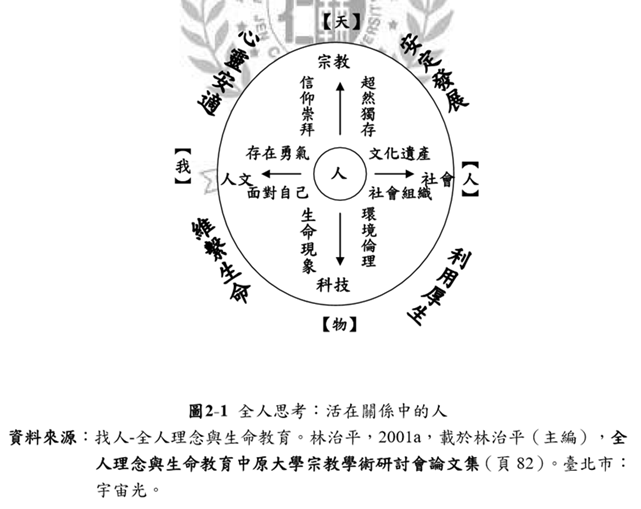 【天】
心靈安適
安定發展
宗教
信仰崇拜
超然獨存
【我】
存在勇氣
文化遺產
人文
人
社會
【人】
面對自己
社會組織
生命現象
環境倫理
維繫生命
利用厚生
科技
【物】
圖2-1 全人思考：活在關係中的人
資料來源：找人-全人理念與生命教育。林治平，2001a，載於林治平（主編），全
人理念與生命教育中原大學宗教學術研討會論文集（頁 82）。臺北市：
宇宙光。